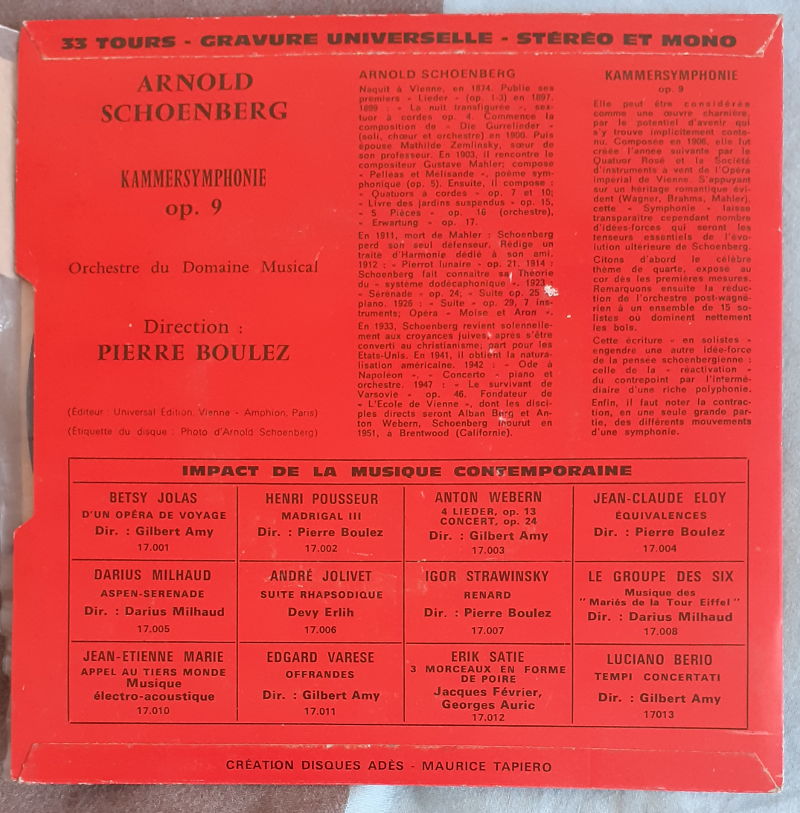 33 TOURS - GRAVURE UNIVERSELLE - STÉRÉO ET MONO
ARNOLD
SCHOENBERG
KAMMERSYMPHONIE
op. 9
Orchestre du Domaine Musical
Direction :
PIERRE BOULEZ
(Editeur : Universal Edition, Vienne - Amphion, Paris)
(Etiquette du disque : Photo d'Arnold Schoenberg)
ARNOLD SCHOENBERG
Naquit à Vienne, en 1874. Publie ses
premiers « Lieder » (op. 1-3) en 1897.
1899 : « La nuit transfigurée », sex-
tuor à cordes op. 4. Commence la
composition de « Die Gurrelieder »
(soli, chœur et orchestre) en 1900. Puis
épouse Mathilde Zemlinsky, sœur de
son professeur. En 1903, il rencontre le
compositeur Gustave Mahler; compose
« Pelleas et Melisande », poème sym-
phonique (op. 5). Ensuite, il compose :
« Quatuors à cordes » op. 7 et 10;
« Livre des jardins suspendus » op. 15,
« 5 Pièces » op. 16 (orchestre),
« Erwartung » op. 17.
En 1911, mort de Mahler : Schoenberg
perd son seul défenseur. Rédige un
traité d'Harmonie dédié à son ami.
1912 : « Pierrot lunaire » op. 21. 1914 :
Schoenberg fait connaître sa Théorie
du « système dodécaphonique ». 1923 :
« Sérénade » op. 24; « Suite op. 25 »
piano. 1925 : « Suite » op. 29, 7 ins-
truments; Opéra « Moïse et Aron ».
En 1933, Schoenberg revient solennelle-
ment aux croyances juives, après s'être
converti au christianisme; part pour les
Etats-Unis. En 1941, il obtient la natura-
lisation américaine. 1942 : « Ode à
Napoléon », « Concerto » piano et
orchestre. 1947 : « Le survivant de
Varsovie » op. 46. Fondateur de
« L'Ecole de Vienne », dont les disci-
ples directs seront Alban Berg et An-
ton Webern, Schoenberg mourut en
1951, à Brentwood (Californie).
KAMMERSYMPHONIE
op. 9
Elle peut être considérée
comme une œuvre charnière,
par le potentiel d'avenir qui
s'y trouve implicitement conte-
nu. Composée en 1906, elle fut
créée l'année suivante par le
Quatuor Rosé et la Société
d'instruments à vent de l'Opéra
impérial de Vienne. S'appuyant
sur un héritage romantique évi-
dent (Wagner, Brahms, Mahler),
cette « Symphonie » laisse
transparaître cependant nombre
d'idées-forces qui seront les
tenseurs essentiels de l'évo-
lution ultérieure de Schoenberg.
Citons d'abord le célèbre
thème de quarte, exposé au
cor dès les premières mesures.
Remarquons ensuite la réduc-
tion de l'orchestre post-wagné-
rien à un ensemble de 15 so-
listes où dominent nettement
les bois.
Cette écriture « en solistes »
engendre une autre idée-force
de la pensée schoenbergienne :
celle de la « réactivation »
du contrepoint par l'intermé-
diaire d'une riche polyphonie.
Enfin, il faut noter la contrac-
tion, en une seule grande par-
tie, des différents mouvements
d'une symphonie.
IMPACT DE LA MUSIQUE CONTEMPORAINE
BETSY JOLAS
D'UN OPÉRA DE VOYAGE
Dir. : Gilbert Amy
17.001
HENRI POUSSEUR
MADRIGAL III
Dir. : Pierre Boulez
17.002
ANTON WEBERN
4 LIEDER, op. 13
CONCERT, op. 24
Dir. : Gilbert Amy
17.003
JEAN-CLAUDE ELOY
ÉQUIVALENCES
Dir. : Pierre Boulez
17.004
DARIUS MILHAUD
ASPEN-SERENADE
Dir. : Darius Milhaud
17.005
ANDRÉ JOLIVET
SUITE RHAPSODIQUE
Devy Erlih
17.006
IGOR STRAWINSKY
RENARD
Dir. : Pierre Boulez
17.007
LE GROUPE DES SIX
Musique des
"Mariés de la Tour Eiffel"
Dir. : Darius Milhaud
17.008
JEAN-ETIENNE MARIE
APPEL AU TIERS MONDE
Musique
électro-acoustique
17.010
EDGARD VARESE
OFFRANDES
Dir. : Gilbert Amy
17.011
ERIK SATIE
3 MORCEAUX EN FORME
DE POIRE
Jacques Février,
Georges Auric
17.012
LUCIANO BERIO
TEMPI CONCERTATI
Dir. : Gilbert Amy
17013
CRÉATION DISQUES ADÈS - MAURICE TAPIERO